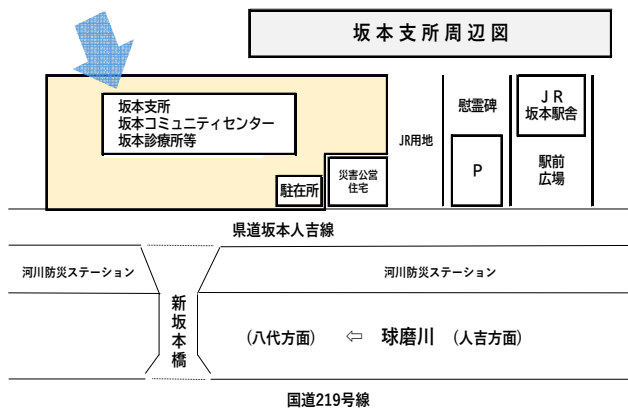 坂本支所周辺図
坂本支所
坂本コミュニティセンター
坂本診療所等
駐在所
災害公営
住宅
JR用地
慰霊碑
P
ＪＲ
坂本駅舎
駅前
広場
県道坂本人吉線
河川防災ステーション
河川防災ステーション
新坂本橋
(八代方面) ⇦ 球磨川 (人吉方面)
国道219号線